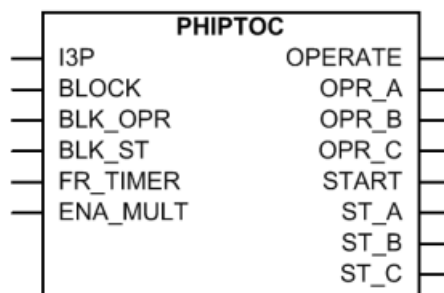 PHIPTOC
I3P OPERATE
BLOCK OPR_A
BLK_OPR OPR_B
BLK_ST OPR_C
FR_TIMER START
ENA_MULT ST_A
ST_B
ST_C